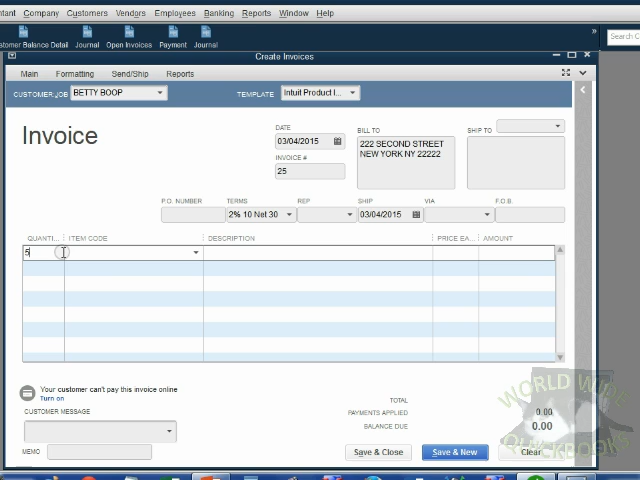 tant Company Customers Vendors Employees Banking Reports Window Help
stomer Balance Detail Journal Open Invoices Payment Journal
Search C
Create Invoices
Main Formatting Send/Ship Reports
CUSTOMER:JOB BETTY BOOP TEMPLATE Intuit Product I...
Invoice
DATE
03/04/2015
INVOICE #
25
BILL TO
222 SECOND STREET
NEW YORK NY 22222
SHIP TO
P.O. NUMBER TERMS REP SHIP VIA F.O.B.
2% 10 Net 30 03/04/2015
QUANTI... ITEM CODE DESCRIPTION PRICE EA... AMOUNT
5
Your customer can't pay this invoice online
Turn on
CUSTOMER MESSAGE
MEMO
TOTAL
PAYMENTS APPLIED 0.00
BALANCE DUE 0.00
Save & Close Save & New Clear
WORLD WIDE
QUICKBOOKS